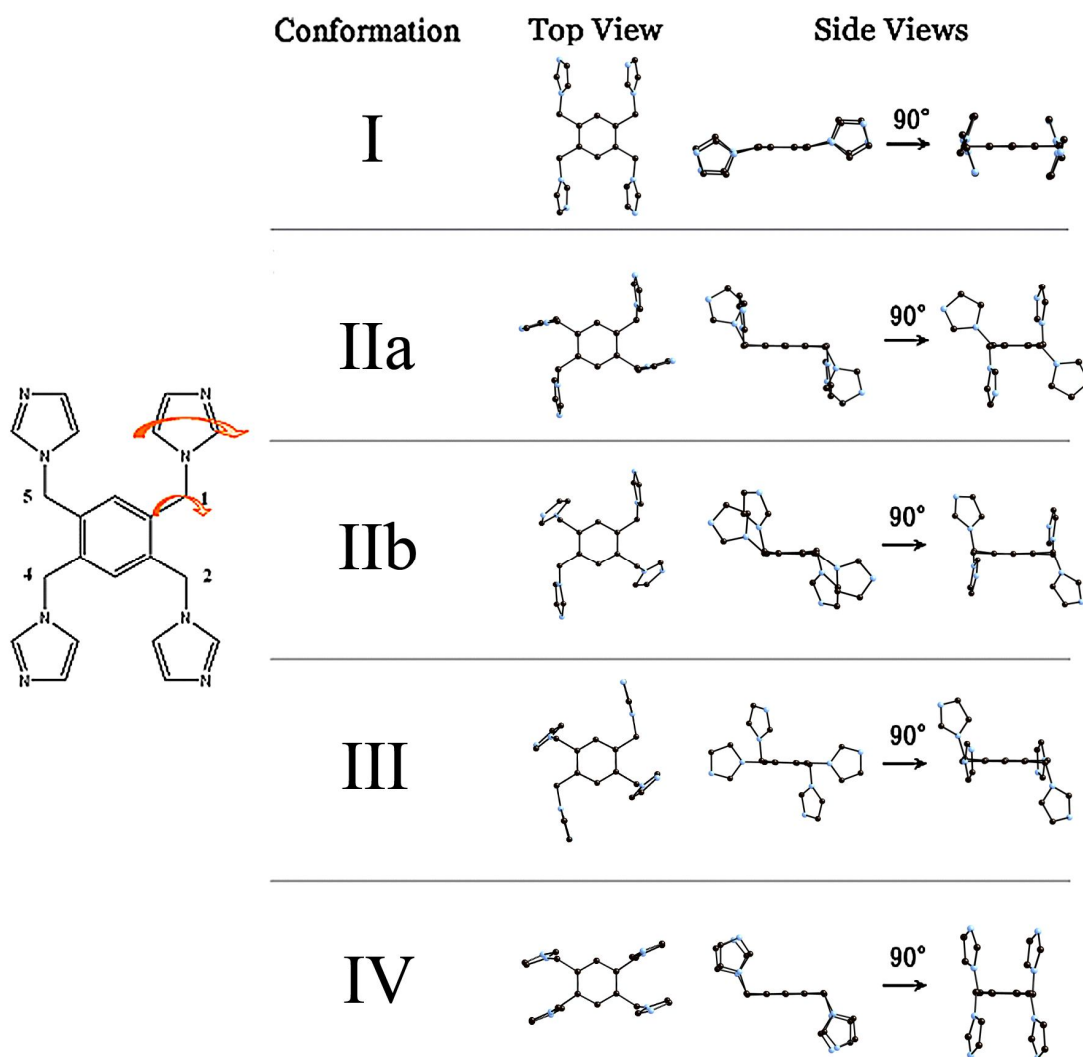 Conformation Top View Side Views
I 90°
IIa 90°
IIb 90°
III 90°
IV 90°
N N
N N
5 1
4 2
N N
N N